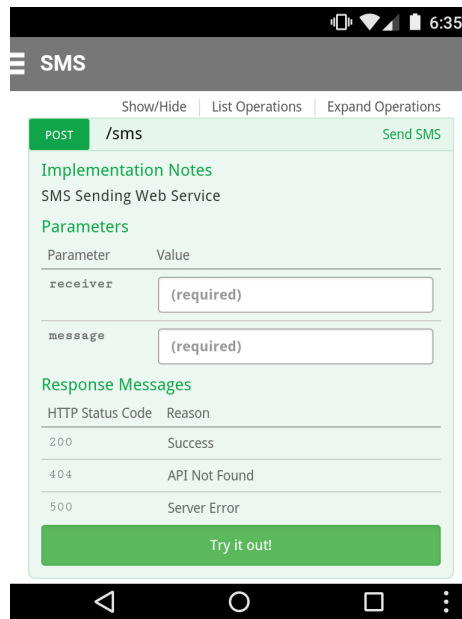 6:35
SMS
Show/Hide List Operations Expand Operations
POST /sms Send SMS
Implementation Notes
SMS Sending Web Service
Parameters
Parameter Value
receiver (required)
message (required)
Response Messages
HTTP Status Code Reason
200 Success
404 API Not Found
500 Server Error
Try it out!